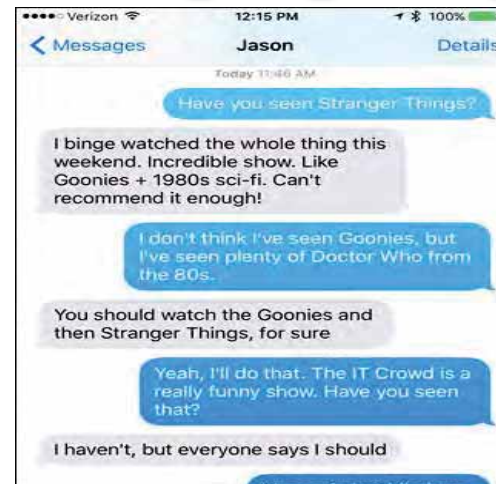 Verizon 12:15 PM 100%
Messages Jason Details
Today 11:46 AM
Have you seen Stranger Things?
I binge watched the whole thing this
weekend. Incredible show. Like
Goonies + 1980s sci-fi. Can't
recommend it enough!
I don't think I've seen Goonies, but
I've seen plenty of Doctor Who from
the 80s.
You should watch the Goonies and
then Stranger Things, for sure
Yeah, I'll do that. The IT Crowd is a
really funny show. Have you seen
that?
I haven't, but everyone says I should